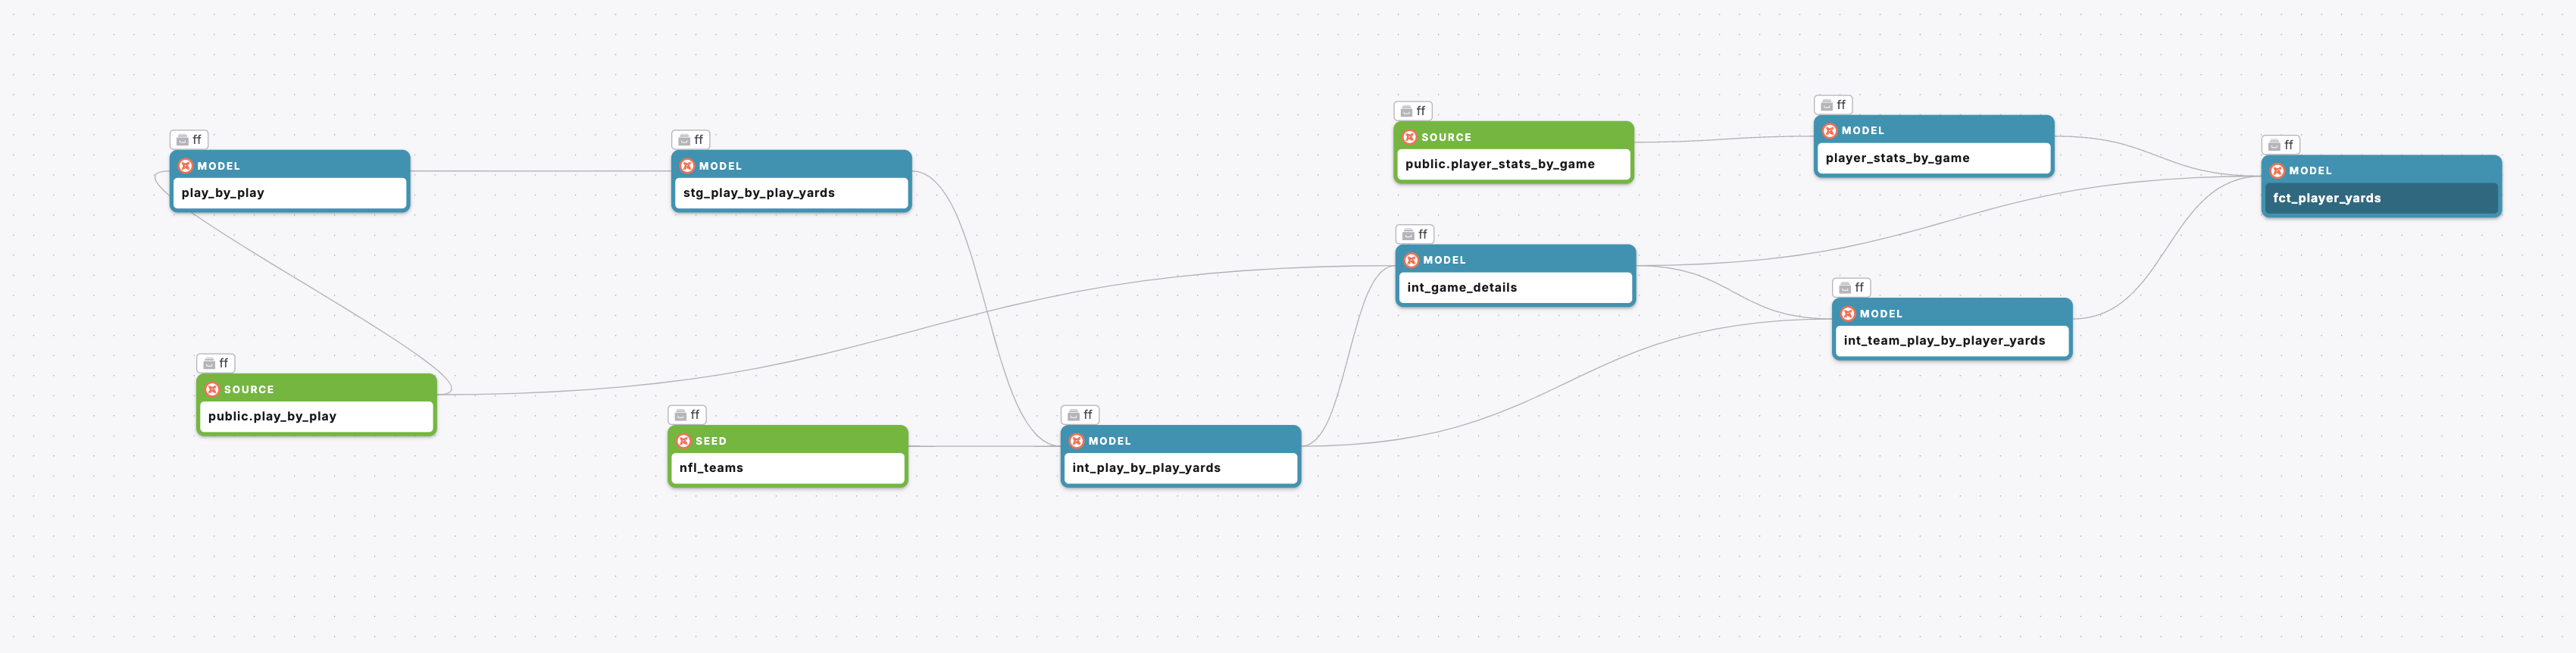 ff
MODEL
play_by_play
ff
MODEL
stg_play_by_play_yards
ff
SOURCE
public.player_stats_by_game
ff
MODEL
player_stats_by_game
ff
MODEL
fct_player_yards
ff
MODEL
int_game_details
ff
MODEL
int_team_play_by_player_yards
ff
SOURCE
public.play_by_play
ff
SEED
nfl_teams
ff
MODEL
int_play_by_play_yards